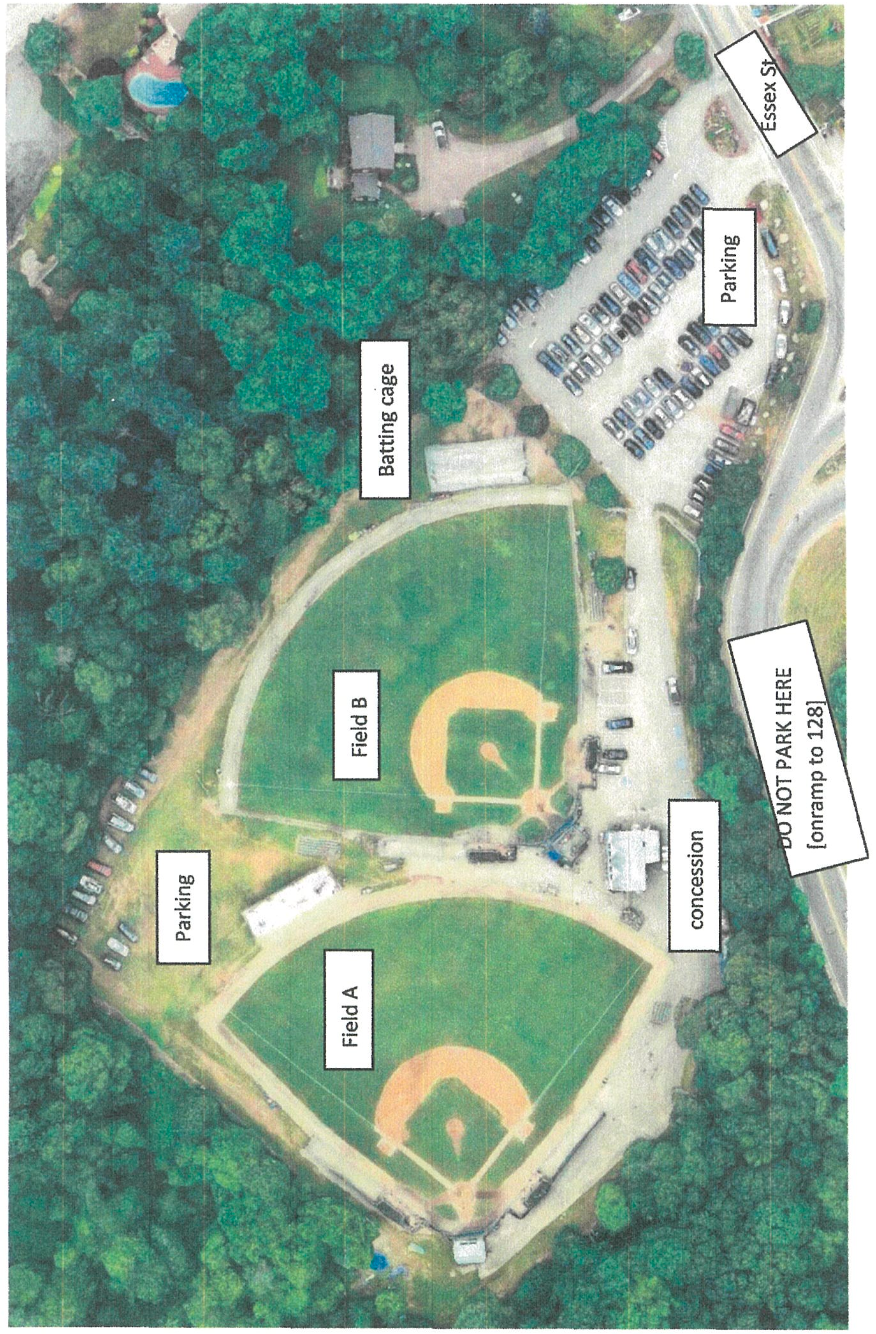 Parking
Field A
Field B
Batting cage
concession
Parking
Essex St
DO NOT PARK HERE
[onramp to 128]